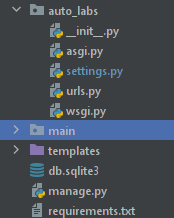 auto_labs
__init__.py
asgi.py
settings.py
urls.py
wsgi.py
main
templates
db.sqlite3
manage.py
requirements.txt